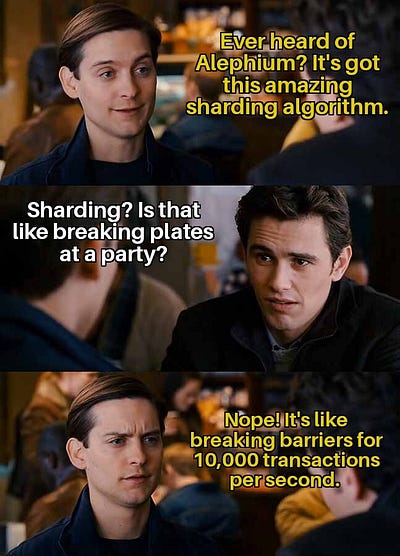 Ever heard of
Alephium? It's got
this amazing
sharding algorithm.
Sharding? Is that
like breaking plates
at a party?
Nope! It's like
breaking barriers for
10,000 transactions
per second.